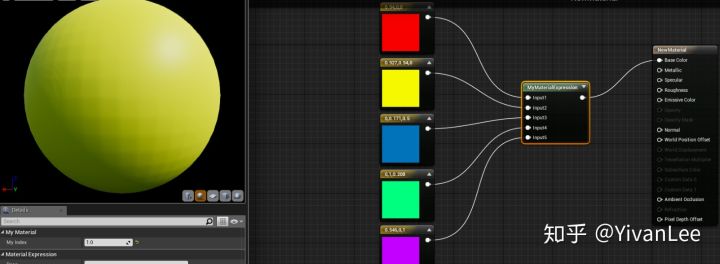 NewMaterial
0.927,0.94,0
0,0.171,0.5
0,1,0.209
0.546,0,1
MyMaterialExpression
Input1
Input2
Input3
Input4
Input5
NewMaterial
Base Color
Metallic
Specular
Roughness
Emissive Color
Opacity
Opacity Mask
Normal
World Position Offset
World Displacement
Tessellation Multiplier
Subsurface Color
Custom Data 0
Custom Data 1
Ambient Occlusion
Refraction
Pixel Depth Offset
Details
Search
My Material
My Index
1.0
Material Expression
知乎 @YivanLee